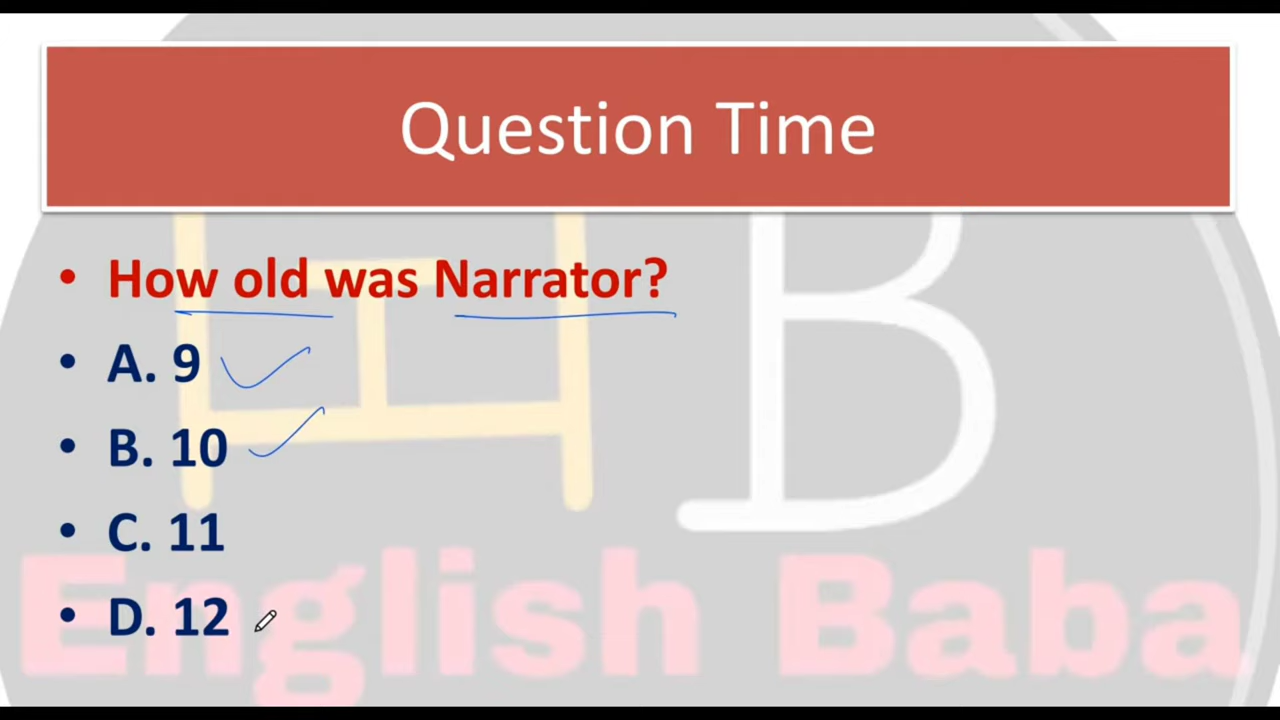 Question Time
• How old was Narrator?
• A. 9
• B. 10
• C. 11
• D. 12
English Baba